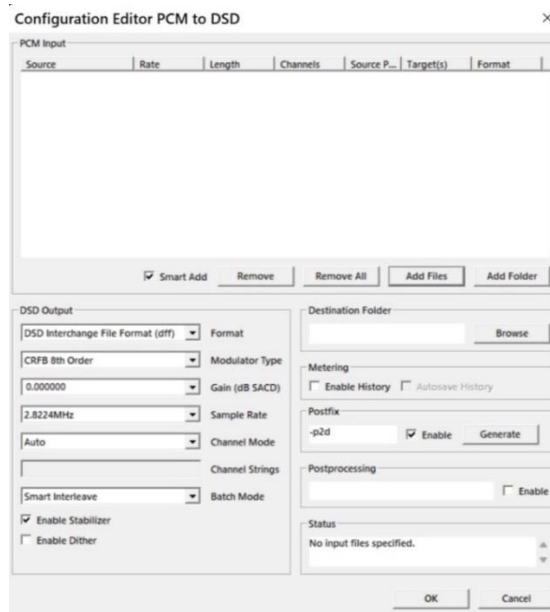 Configuration Editor PCM to DSD
PCM Input
Source Rate Length Channels Source P... Target(s) Format
Smart Add Remove Remove All Add Files Add Folder
DSD Output
DSD Interchange File Format (dff) Format
CRFB 8th Order Modulator Type
0.000000 Gain (dB SACD)
2.8224MHz Sample Rate
Auto Channel Mode
Channel Strings
Smart Interleave Batch Mode
Enable Stabilizer
Enable Dither
Destination Folder
Browse
Metering
Enable History Autosave History
Postfix
-p2d Enable Generate
Postprocessing
Enable
Status
No input files specified.
OK Cancel